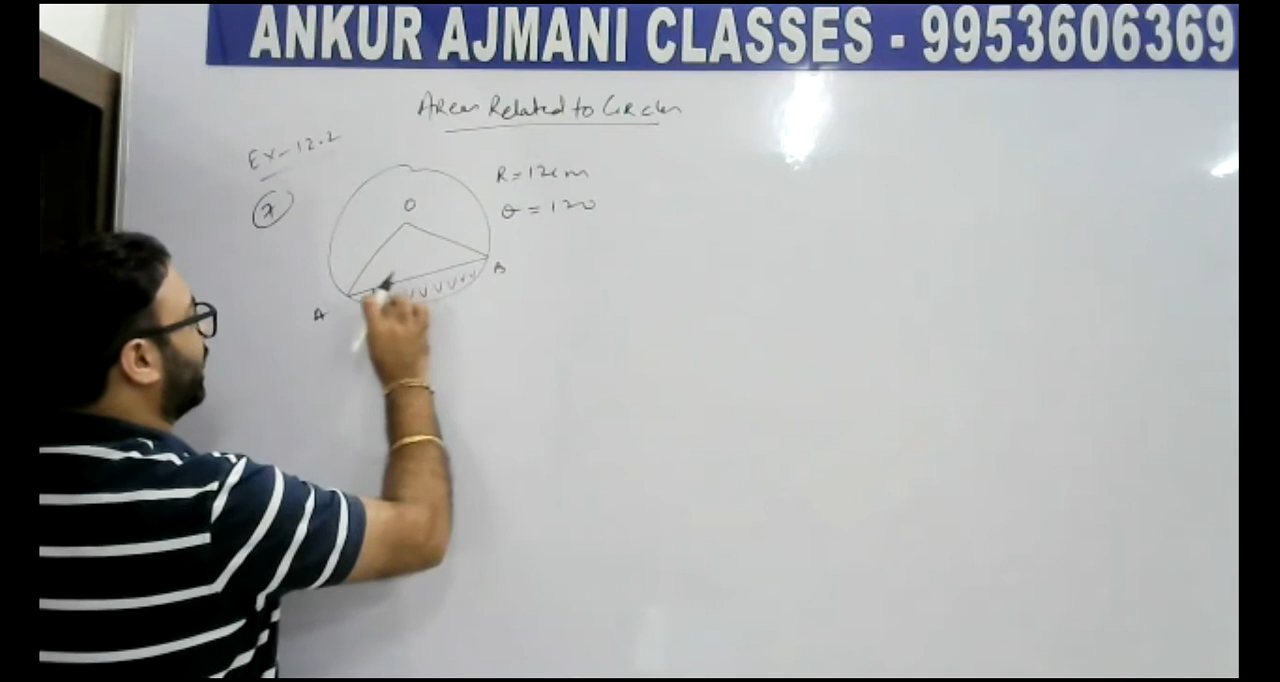 ANKUR AJMANI CLASSES - 9953606369
Areas Related to Circles
Ex-12.2
7
R=12cm
θ = 120
O
B
A